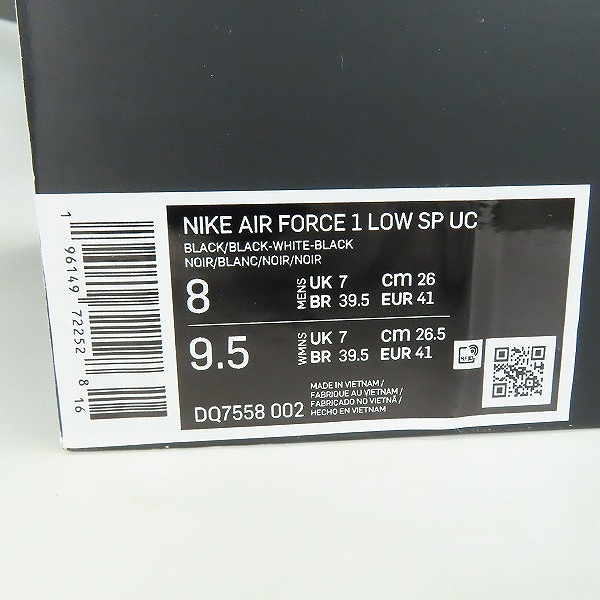 NIKE AIR FORCE 1 LOW SP UC
BLACK/BLACK-WHITE-BLACK
NOIR/BLANC/NOIR/NOIR
8 MENS UK 7 cm 26
BR 39.5 EUR 41
9.5 WMNS UK 7 cm 26.5
BR 39.5 EUR 41
DQ7558 002
MADE IN VIETNAM /
FABRIQUE AU VIETNAM /
FABRICADO NO VIETNÃ /
HECHO EN VIETNAM
1 96149 72252 8 16